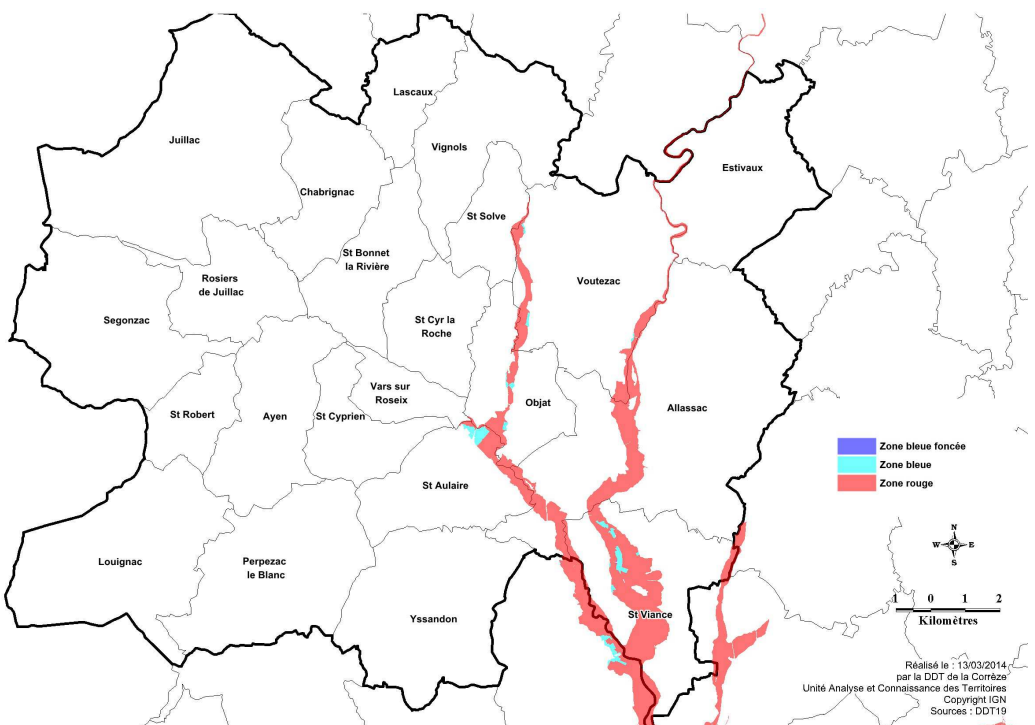 Lascaux
Juillac
Vignols
Estivaux
Chabrignac
St Solve
St Bonnet
la Rivière
Voutezac
Rosiers
de Juillac
Segonzac
St Cyr la
Roche
Vars sur
Roseix
Objat
Allassac
St Robert
Ayen
St Cyprien
St Aulaire
Louignac
Perpezac
le Blanc
Yssandon
St Viance
Zone bleue foncée
Zone bleue
Zone rouge
N
W E
S
1 0 1 2
Kilomètres
Réalisé le : 13/03/2014
par la DDT de la Corrèze
Unité Analyse et Connaissance des Territoires
Copyright IGN
Sources : DDT19